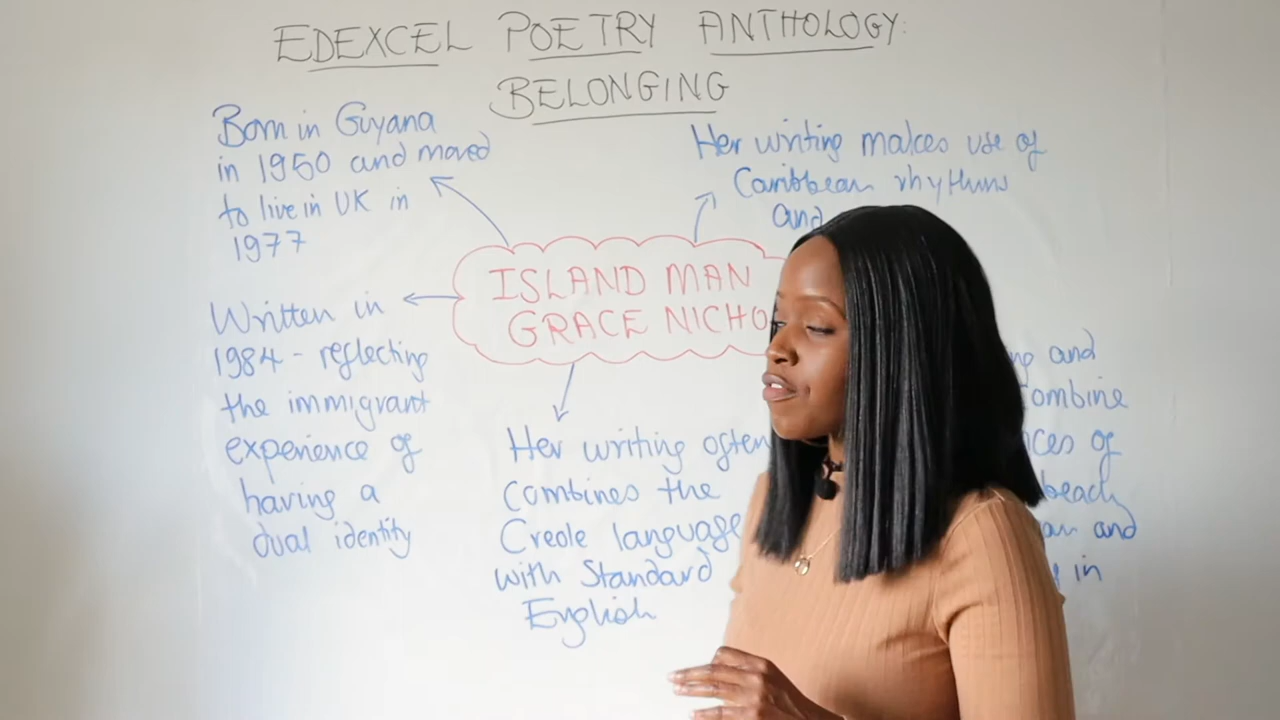 EDEXCEL POETRY ANTHOLOGY:
BELONGING
Born in Guyana
in 1950 and moved
to live in UK in
1977
Her writing makes use of
Caribbean rhythms
and
ISLAND MAN
GRACE NICHO
Written in
1984 - reflecting
the immigrant
experience of
having a
dual identity
Her writing often
combines the
Creole language
with Standard
English
and
ombine
of
beach
and
in